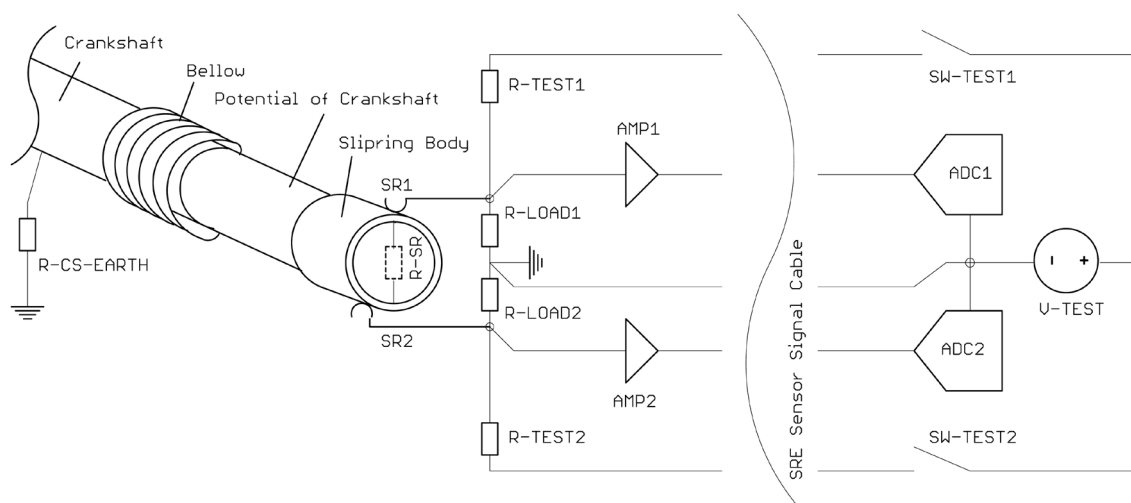 Crankshaft
Bellow
Potential of Crankshaft
Slipring Body
SR1
R-SR
R-CS-EARTH
SR2
R-TEST1
AMP1
R-LOAD1
R-LOAD2
AMP2
R-TEST2
SRE Sensor Signal Cable
SW-TEST1
ADC1
- +
V-TEST
ADC2
SW-TEST2